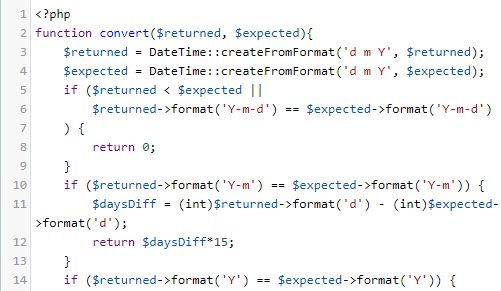 1 <?php
2 function convert($returned, $expected){
3     $returned = DateTime::createFromFormat('d m Y', $returned);
4     $expected = DateTime::createFromFormat('d m Y', $expected);
5     if ($returned < $expected ||
6         $returned->format('Y-m-d') == $expected->format('Y-m-d')
7     ) {
8         return 0;
9     }
10     if ($returned->format('Y-m') == $expected->format('Y-m')) {
11         $daysDiff = (int)$returned->format('d') - (int)$expected-
>format('d');
12         return $daysDiff*15;
13     }
14     if ($returned->format('Y') == $expected->format('Y')) {